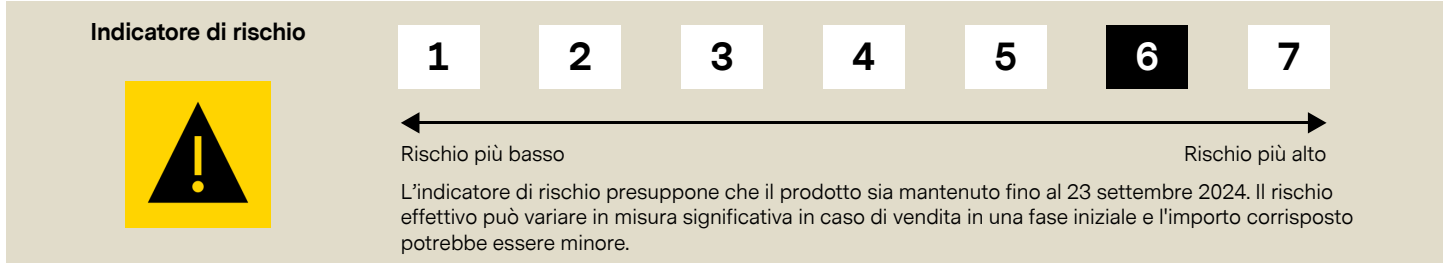 Indicatore di rischio
1 2 3 4 5 6 7
Rischio più basso Rischio più alto
L'indicatore di rischio presuppone che il prodotto sia mantenuto fino al 23 settembre 2024. Il rischio
effettivo può variare in misura significativa in caso di vendita in una fase iniziale e l'importo corrisposto
potrebbe essere minore.